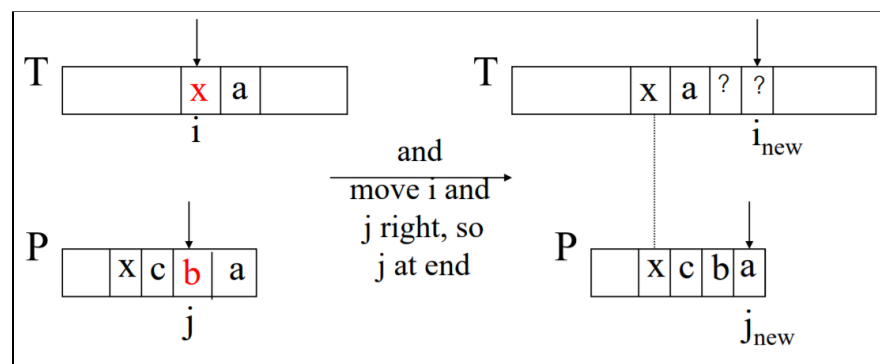 T x a
i
P x c b a
j
and
move i and
j right, so
j at end
T x a ? ?
i new
P x c b a
j new